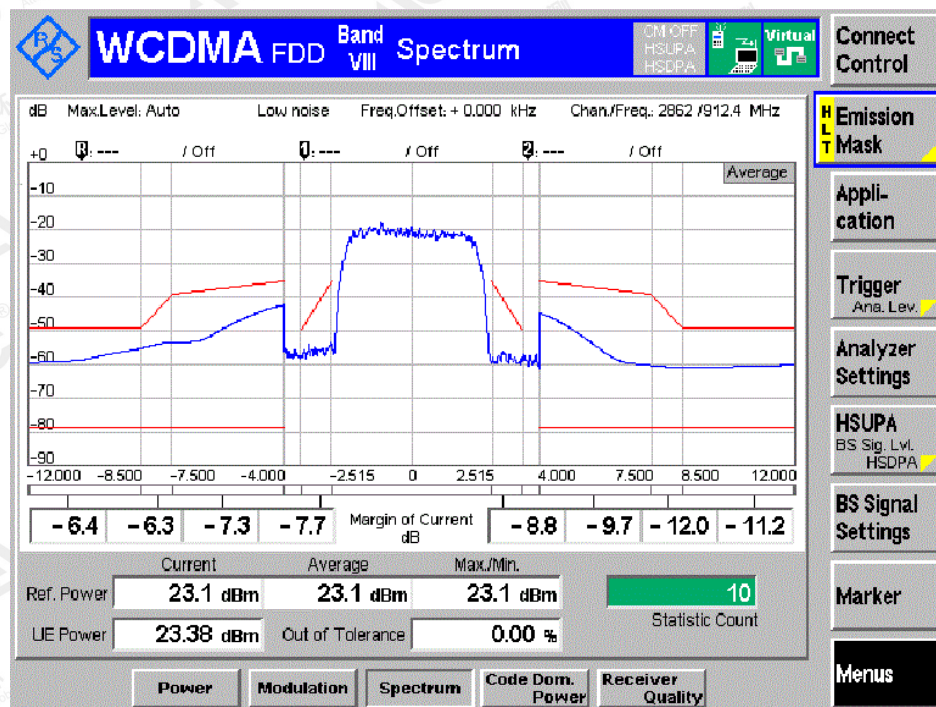 R&S
WCDMA FDD Band VIII Spectrum
CM OFF
HSUPA
HSDPA
Virtual
Connect
Control
dB Max.Level: Auto Low noise Freq.Offset: + 0.000 kHz Chan./Freq.: 2862 /912.4 MHz
HLT
Emission
Mask
R: --- / Off 1: --- / Off 2: --- / Off
Average
+0
-10
-20
-30
-40
-50
-60
-70
-80
-90
-12.000 -8.500 -7.500 -4.000 -2.515 0 2.515 4.000 7.500 8.500 12.000
- 6.4 - 6.3 - 7.3 - 7.7 Margin of Current dB - 8.8 - 9.7 - 12.0 - 11.2
Current Average Max./Min.
Ref. Power 23.1 dBm 23.1 dBm 23.1 dBm 10
Statistic Count
UE Power 23.38 dBm Out of Tolerance 0.00 %
Power Modulation Spectrum Code Dom. Power Receiver Quality
Appli-
cation
Trigger
Ana. Lev.
Analyzer
Settings
HSUPA
BS Sig. Lvl.
HSDPA
BS Signal
Settings
Marker
Menus